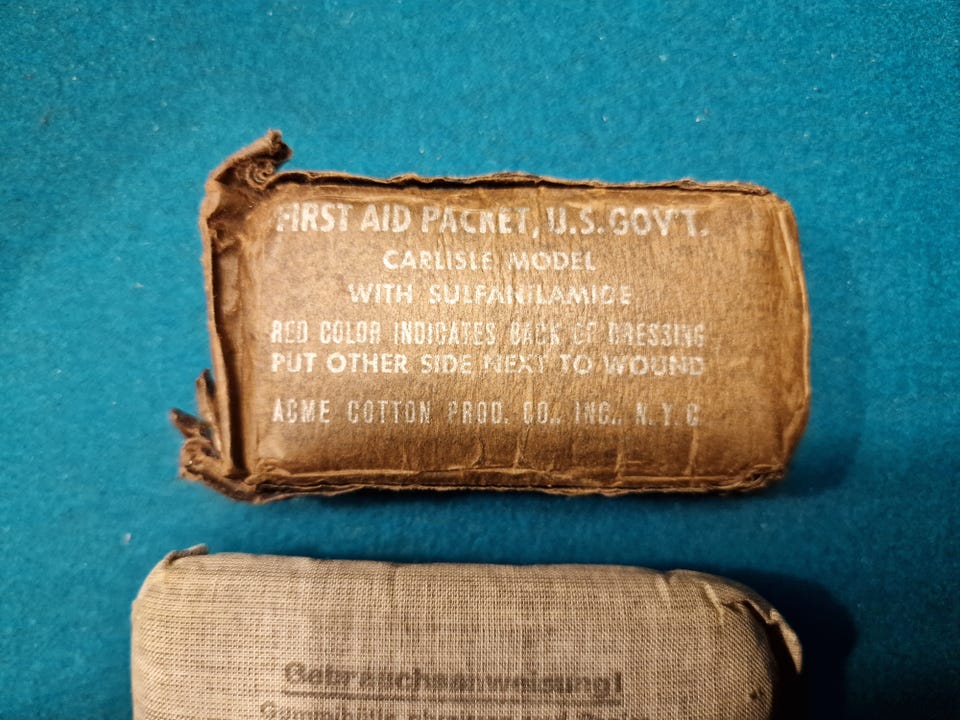 FIRST AID PACKET, U.S. GOV'T.
CARLISLE MODEL
WITH SULFANILAMIDE
RED COLOR INDICATES BACK OF DRESSING
PUT OTHER SIDE NEXT TO WOUND
ACME COTTON PROD. CO., INC., N.Y.C.
Gebrauchsanweisung!